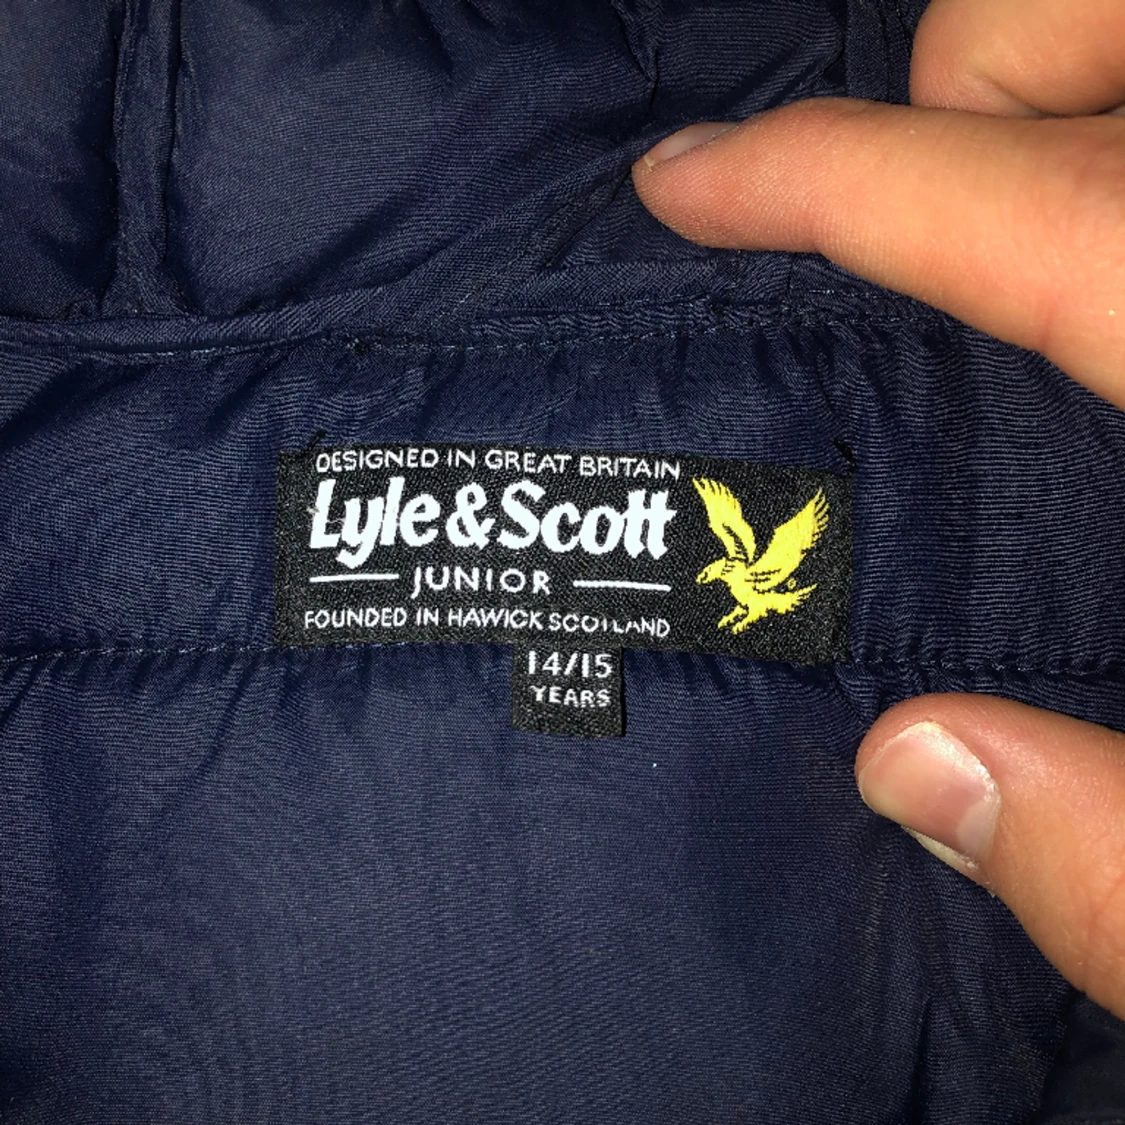 DESIGNED IN GREAT BRITAIN
Lyle&Scott
JUNIOR
FOUNDED IN HAWICK SCOTLAND
14/15
YEARS